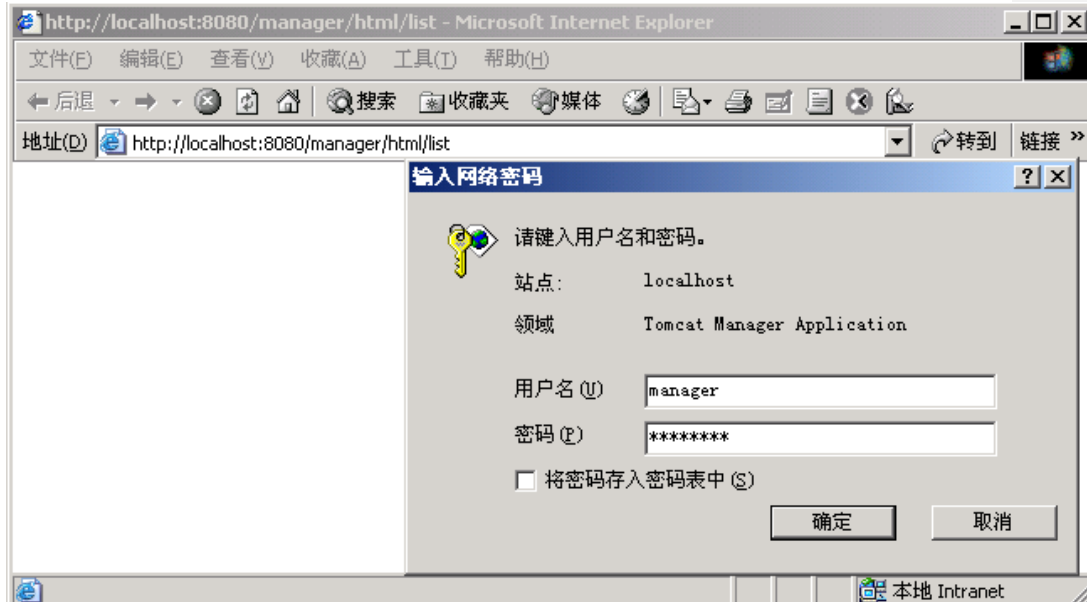 http://localhost:8080/manager/html/list - Microsoft Internet Explorer
文件(F) 编辑(E) 查看(V) 收藏(A) 工具(T) 帮助(H)
后退 搜索 收藏夹 媒体
地址(D) http://localhost:8080/manager/html/list 转到 链接 »
输入网络密码
请键入用户名和密码。
站点: localhost
领域 Tomcat Manager Application
用户名(U) manager
密码(P) ********
将密码存入密码表中(S)
确定 取消
本地 Intranet